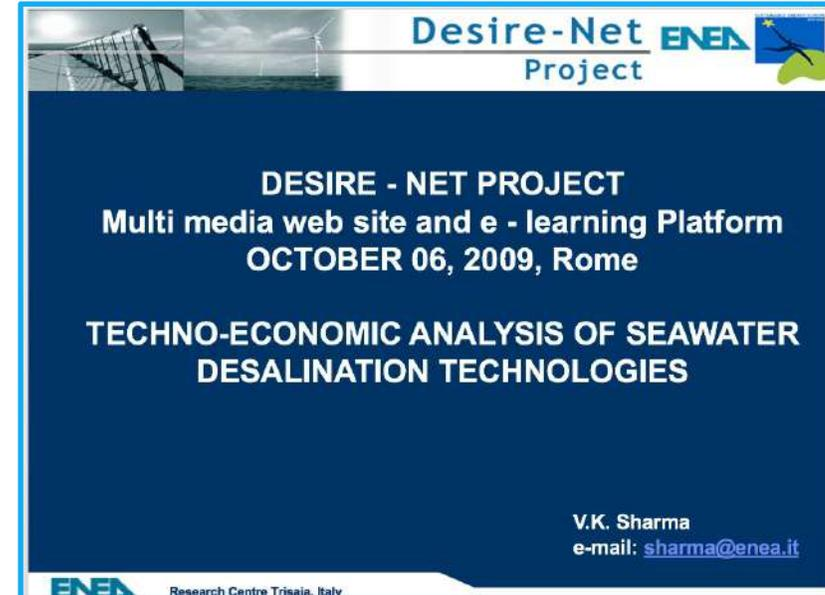 Desire-Net ENEA
Project
DESIRE - NET PROJECT
Multi media web site and e - learning Platform
OCTOBER 06, 2009, Rome
TECHNO-ECONOMIC ANALYSIS OF SEAWATER
DESALINATION TECHNOLOGIES
V.K. Sharma
e-mail: sharma@enea.it
ENEA Research Centre Trisaia, Italy